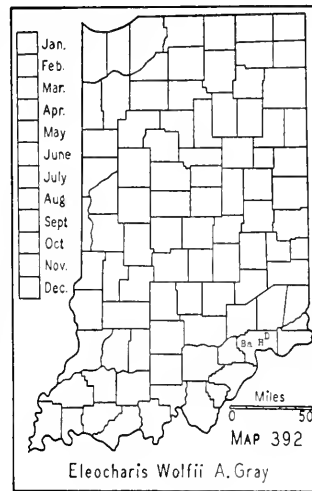 Jan.
Feb.
Mar.
Apr.
May
June
July
Aug
Sept
Oct
Nov.
Dec.
Bn H D
Miles
0 50
MAP 392
Eleocharis Wolfii A. Gray